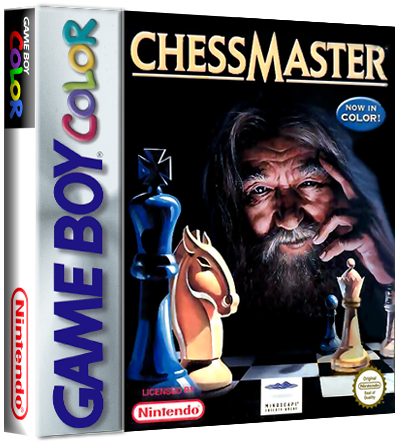 GAME BOY
COLOR
Nintendo
GAME BOY COLOR
CHESSMASTER
NOW IN
COLOR!
LICENSED BY
Nintendo
MINDSCAPE
Original
Nintendo
Seal of
Quality